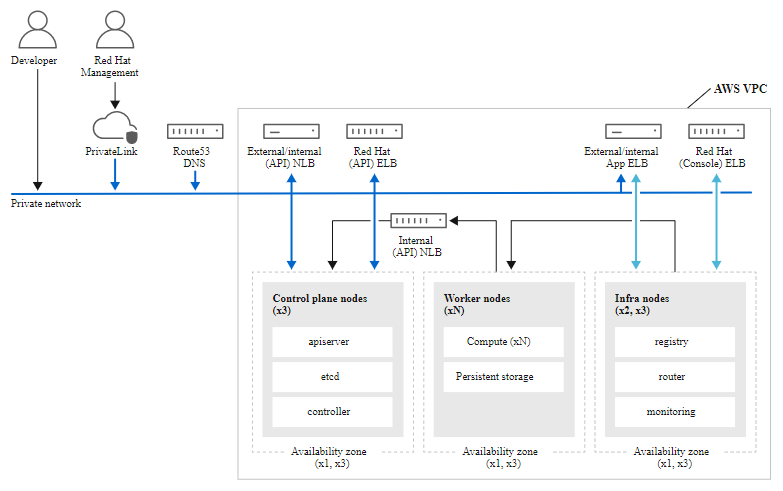 Developer
Red Hat
Management
AWS VPC
PrivateLink
Route53
DNS
External/internal
(API) NLB
Red Hat
(API) ELB
External/internal
App ELB
Red Hat
(Console) ELB
Private network
Internal
(API) NLB
Control plane nodes
(x3)
apiserver
etcd
controller
Availability zone
(x1, x3)
Worker nodes
(xN)
Compute (xN)
Persistent storage
Availability zone
(x1, x3)
Infra nodes
(x2, x3)
registry
router
monitoring
Availability zone
(x1, x3)